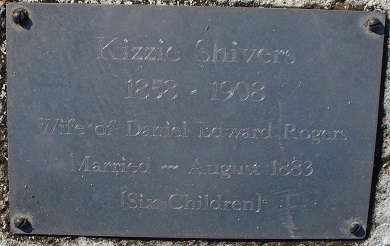 Kizzie Shivers
1858 - 1908
Wife of Daniel Edward Rogers
Married --- August 1883
[Six Children]